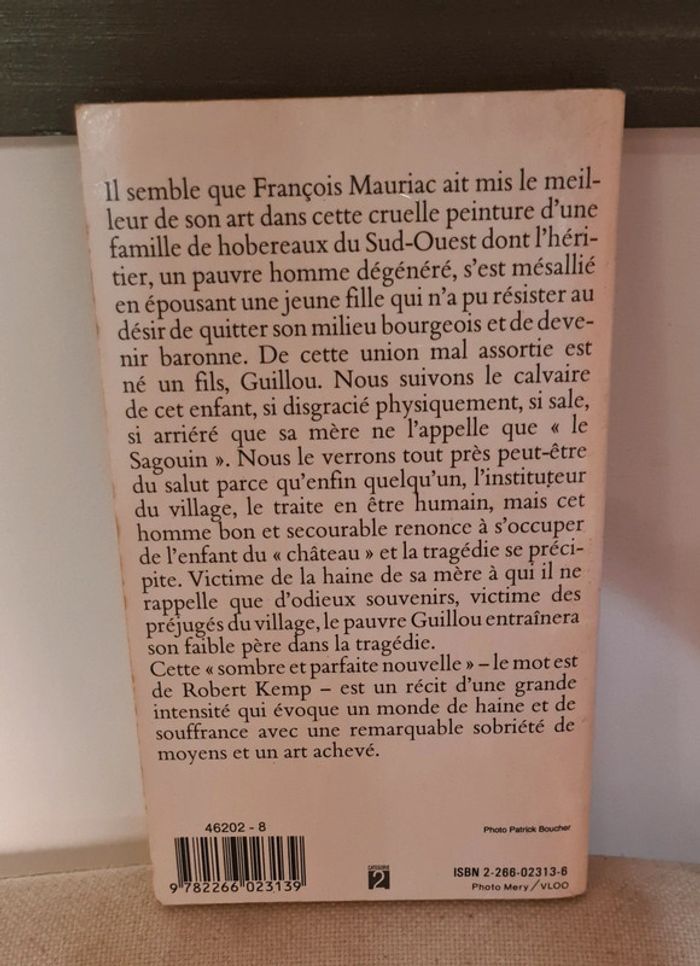 Il semble que François Mauriac ait mis le meil-
leur de son art dans cette cruelle peinture d'une
famille de hobereaux du Sud-Ouest dont l'héri-
tier, un pauvre homme dégénéré, s'est mésallié
en épousant une jeune fille qui n'a pu résister au
désir de quitter son milieu bourgeois et de deve-
nir baronne. De cette union mal assortie est
né un fils, Guillou. Nous suivons le calvaire
de cet enfant, si disgracié physiquement, si sale,
si arriéré que sa mère ne l'appelle que « le
Sagouin ». Nous le verrons tout près peut-être
du salut parce qu'enfin quelqu'un, l'instituteur
du village, le traite en être humain, mais cet
homme bon et secourable renonce à s'occuper
de l'enfant du « château » et la tragédie se préci-
pite. Victime de la haine de sa mère à qui il ne
rappelle que d'odieux souvenirs, victime des
préjugés du village, le pauvre Guillou entraînera
son faible père dans la tragédie.
Cette « sombre et parfaite nouvelle » – le mot est
de Robert Kemp – est un récit d'une grande
intensité qui évoque un monde de haine et de
souffrance avec une remarquable sobriété de
moyens et un art achevé.
46202 - 8
Photo Patrick Boucher
9 782266 023139
CATÉGORIE
2
ISBN 2-266-02313-6
Photo Mery/VLOO